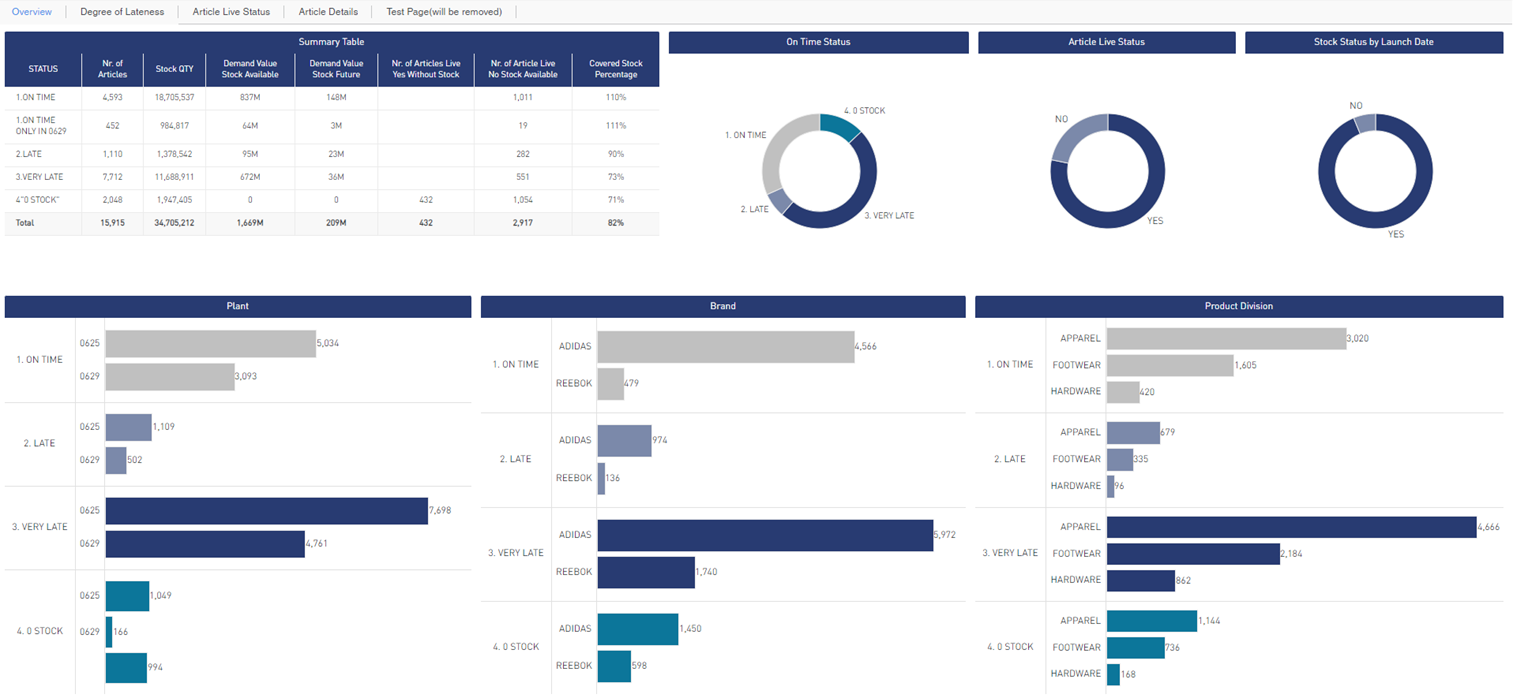 Overview Degree of Lateness Article Live Status Article Details Test Page(will be removed)
Summary Table
STATUS Nr. of Articles Stock QTY Demand Value Stock Available Demand Value Stock Future Nr. of Articles Live Yes Without Stock Nr. of Article Live No Stock Available Covered Stock Percentage
1.ON TIME 4,593 18,705,537 837M 148M 1,011 110%
1.ON TIME ONLY IN 0629 452 984,817 64M 3M 19 111%
2.LATE 1,110 1,378,542 95M 23M 282 90%
3.VERY LATE 7,712 11,688,911 672M 36M 551 73%
4"0 STOCK" 2,048 1,947,405 0 0 432 1,054 71%
Total 15,915 34,705,212 1,669M 209M 432 2,917 82%
On Time Status
4. 0 STOCK
1. ON TIME
2. LATE
3. VERY LATE
Article Live Status
NO
YES
Stock Status by Launch Date
NO
YES
Plant
1. ON TIME
0625 5,034
0629 3,093
2. LATE
0625 1,109
0629 502
3. VERY LATE
0625 7,698
0629 4,761
4. 0 STOCK
0625 1,049
0629 166
994
Brand
1. ON TIME
ADIDAS 4,566
REEBOK 479
2. LATE
ADIDAS 974
REEBOK 136
3. VERY LATE
ADIDAS 5,972
REEBOK 1,740
4. 0 STOCK
ADIDAS 1,450
REEBOK 598
Product Division
1. ON TIME
APPAREL 3,020
FOOTWEAR 1,605
HARDWARE 420
2. LATE
APPAREL 679
FOOTWEAR 335
HARDWARE 96
3. VERY LATE
APPAREL 4,666
FOOTWEAR 2,184
HARDWARE 862
4. 0 STOCK
APPAREL 1,144
FOOTWEAR 736
HARDWARE 168